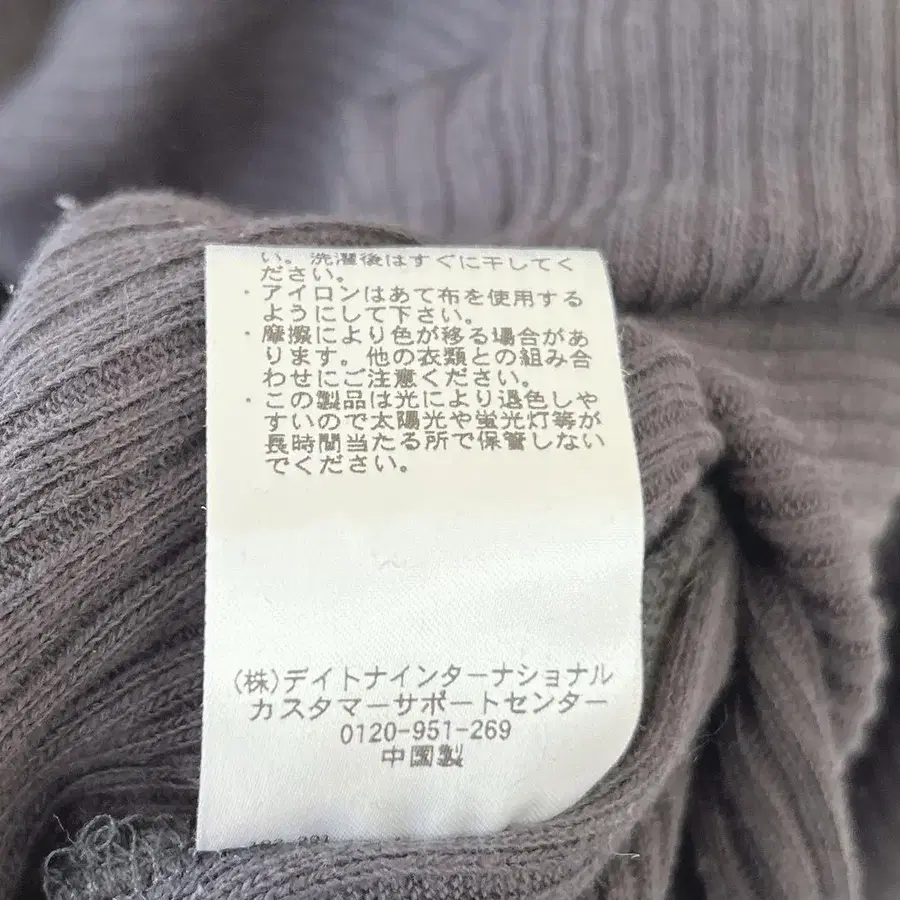 い。洗濯後はすぐに干してく
ださい。
・アイロンはあて布を使用する
ようにして下さい。
・摩擦により色が移る場合があ
ります。他の衣類との組み合
わせにご注意ください。
・この製品は光により退色しや
すいので太陽光や蛍光灯等が
長時間当たる所で保管しない
でください。
(株)デイトナインターナショナル
カスタマーサポートセンター
0120-951-269
中国製